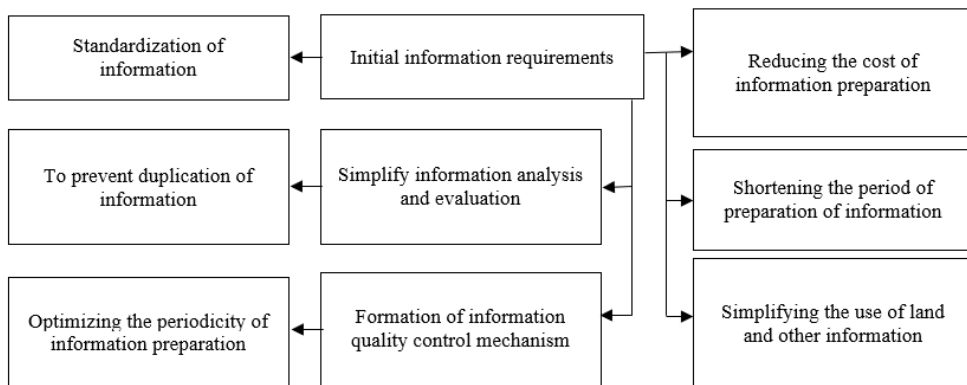 Standardization of
information
Initial information requirements
Reducing the cost of
information preparation
To prevent duplication of
information
Simplify information analysis
and evaluation
Shortening the period of
preparation of information
Optimizing the periodicity of
information preparation
Formation of information
quality control mechanism
Simplifying the use of land
and other information